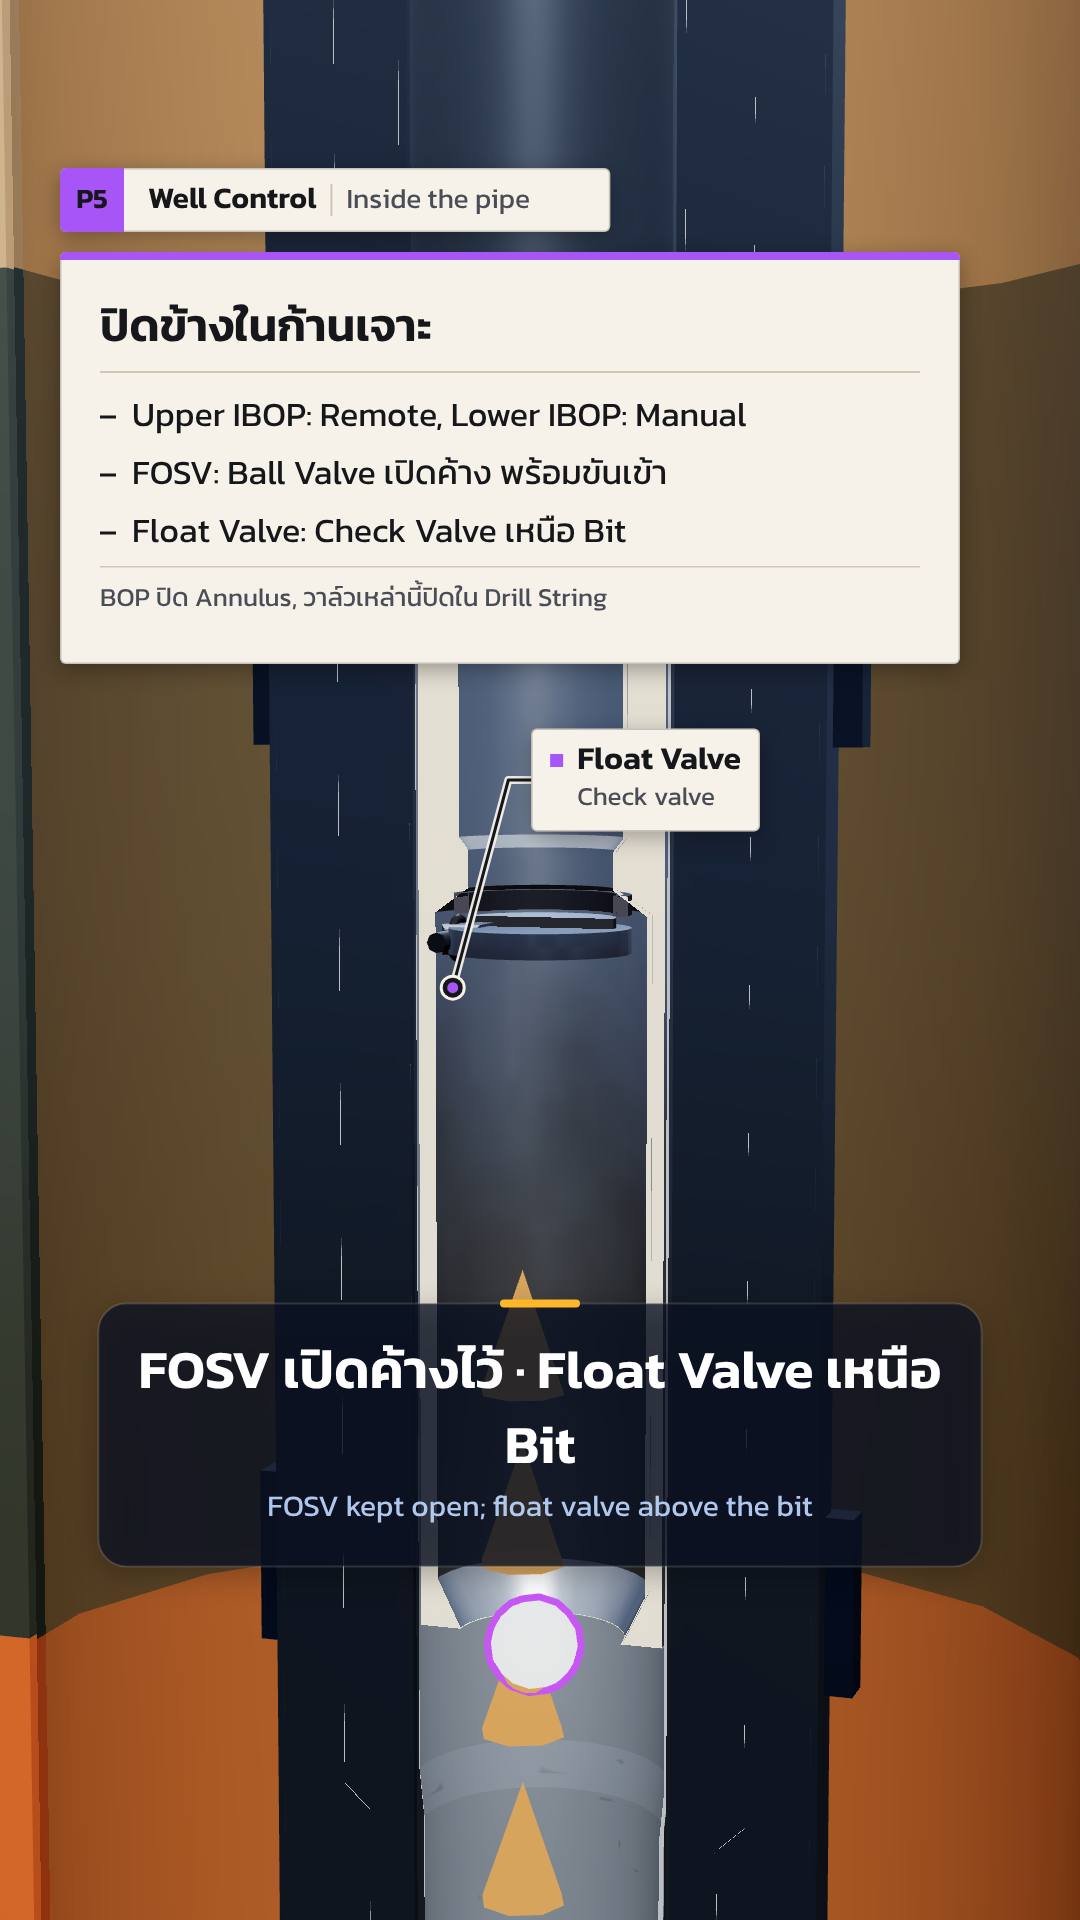 P5 Well Control Inside the pipe
ปิดข้างในก้านเจาะ
– Upper IBOP: Remote, Lower IBOP: Manual
– FOSV: Ball Valve เปิดค้าง พร้อมขันเข้า
– Float Valve: Check Valve เหนือ Bit
BOP ปิด Annulus, วาล์วเหล่านี้ปิดใน Drill String
Float Valve
Check valve
FOSV เปิดค้างไว้ · Float Valve เหนือ
Bit
FOSV kept open; float valve above the bit